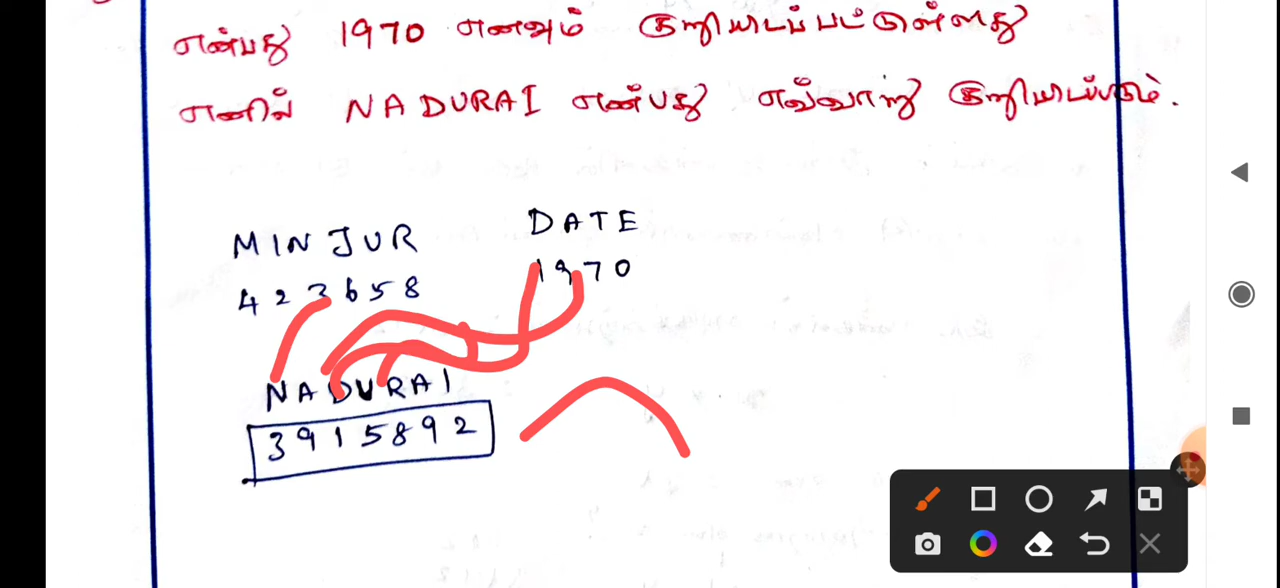 என்பது 1970 எனவும் குறியிடப்பட்டுள்ளது
எனில் NADURAI என்பது எவ்வாறு குறியிடப்படும்.
MINJUR DATE
423658 1970
NADURAI
3915892